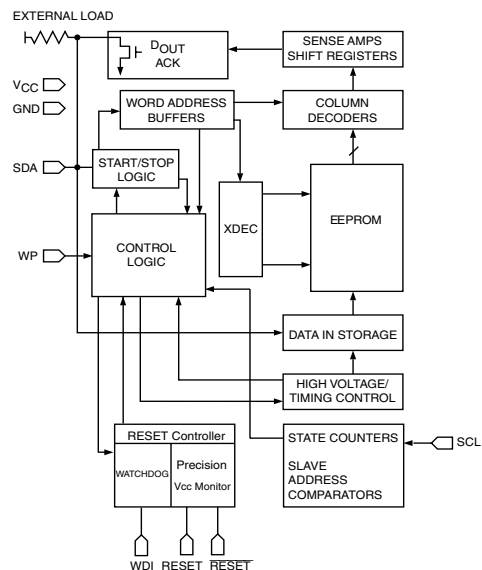 EXTERNAL LOAD
DOUT
ACK
SENSE AMPS
SHIFT REGISTERS
VCC
GND
WORD ADDRESS
BUFFERS
COLUMN
DECODERS
SDA
START/STOP
LOGIC
XDEC
EEPROM
WP
CONTROL
LOGIC
DATA IN STORAGE
HIGH VOLTAGE/
TIMING CONTROL
RESET Controller
WATCHDOG
Precision
Vcc Monitor
STATE COUNTERS
SLAVE
ADDRESS
COMPARATORS
SCL
WDI RESET RESET